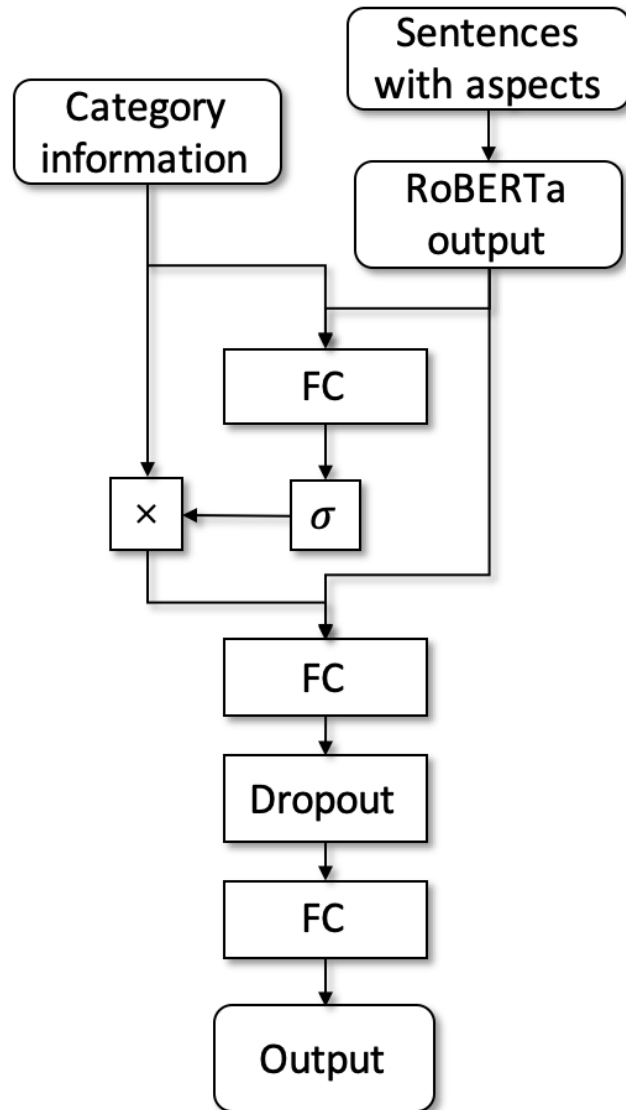 Sentences
with aspects
Category
information
RoBERTa
output
FC
×
σ
FC
Dropout
FC
Output